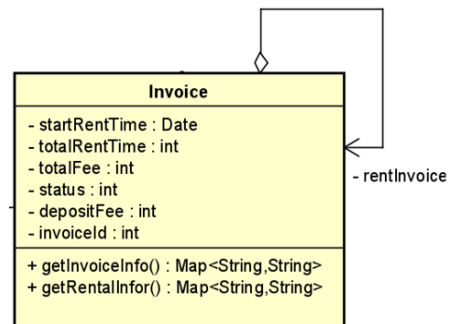 Invoice
- startRentTime : Date
- totalRentTime : int
- totalFee : int
- status : int
- depositFee : int
- invoiceId : int
+ getInvoiceInfo() : Map<String,String>
+ getRentalInfor() : Map<String,String>
- rentInvoice